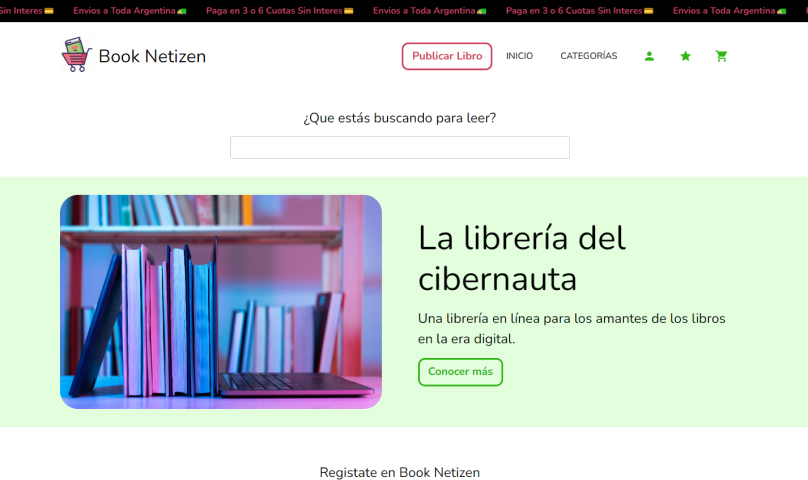 Sin Interes💳 Envios a Toda Argentina🚛 Paga en 3 o 6 Cuotas Sin Interes💳 Envios a Toda Argentina🚛 Paga en 3 o 6 Cuotas Sin Interes💳 Envios a Toda Argentina🚛
Book Netizen Publicar Libro INICIO CATEGORÍAS
¿Que estás buscando para leer?
La librería del
cibernauta
Una librería en línea para los amantes de los libros
en la era digital.
Conocer más
Registate en Book Netizen